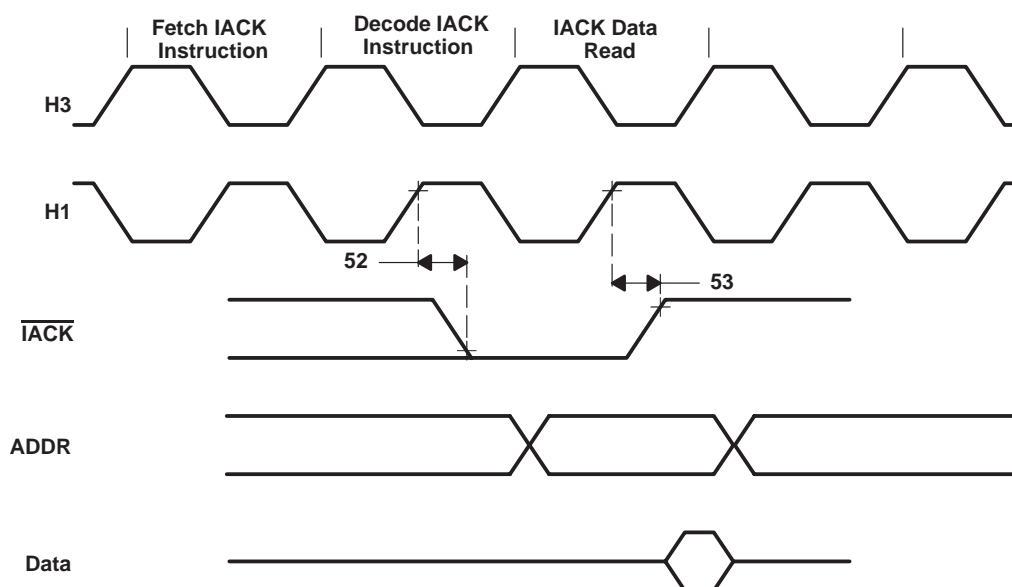 Fetch IACK
Instruction
Decode IACK
Instruction
IACK Data
Read
H3
H1
52
53
IACK
ADDR
Data